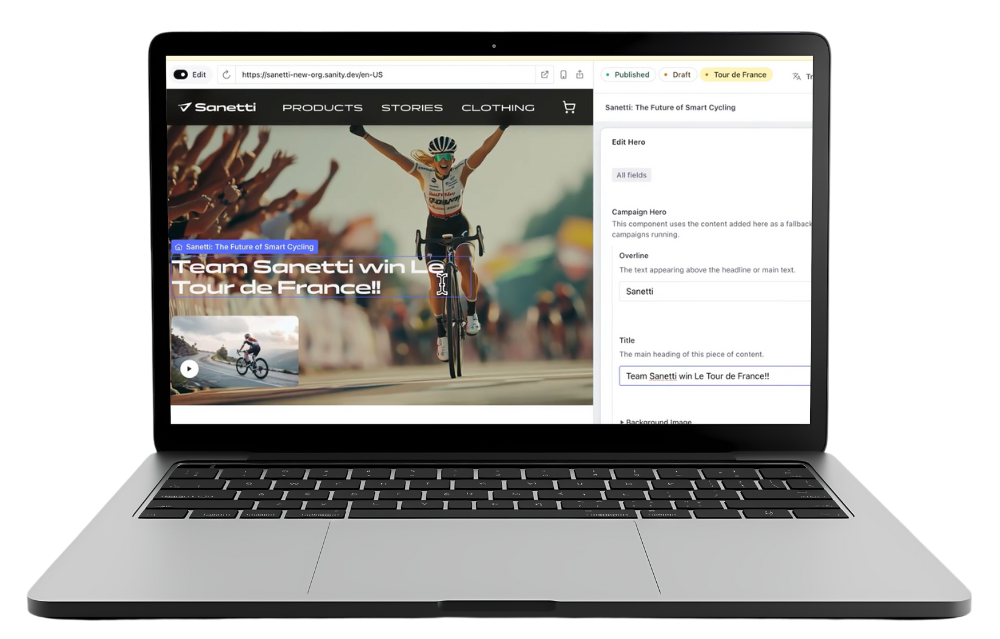 Edit
https://sanetti-new-org.sanity.dev/en-US
Published
Draft
Tour de France
Sanetti
PRODUCTS
STORIES
CLOTHING
Sanetti: The Future of Smart Cycling
Team Sanetti win Le
Tour de France!!
Sanetti: The Future of Smart Cycling
Edit Hero
All fields
Campaign Hero
This component uses the content added here as a
campaigns running.
Overline
The text appearing above the headline or main text.
Sanetti
Title
The main heading of this piece of content.
Team Sanetti win Le Tour de France!!
Background Image